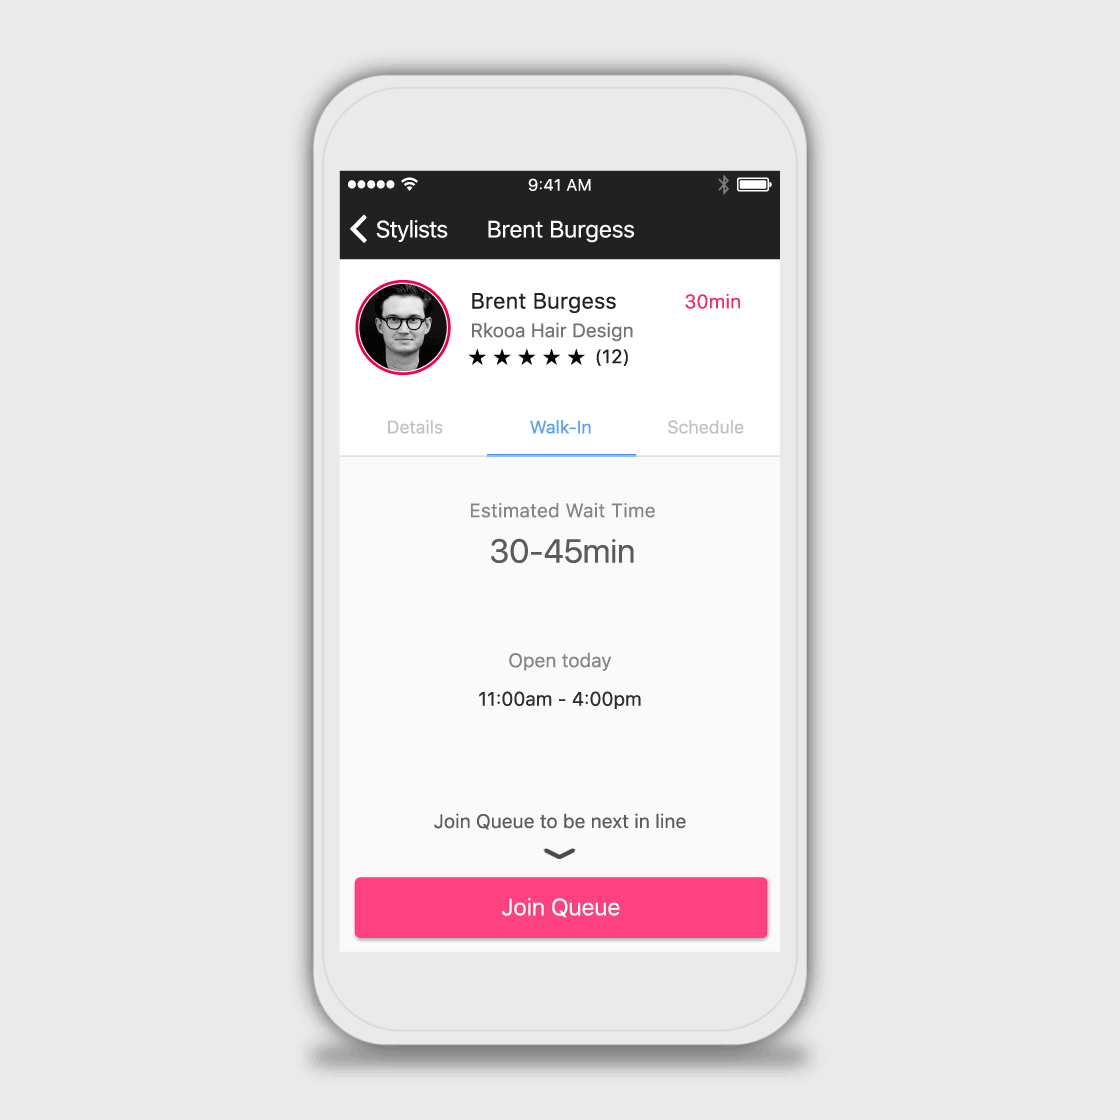 9:41 AM
Stylists Brent Burgess
Brent Burgess 30min
Rkooa Hair Design
★ ★ ★ ★ ★ (12)
Details Walk-In Schedule
Estimated Wait Time
30-45min
Open today
11:00am - 4:00pm
Join Queue to be next in line
Join Queue